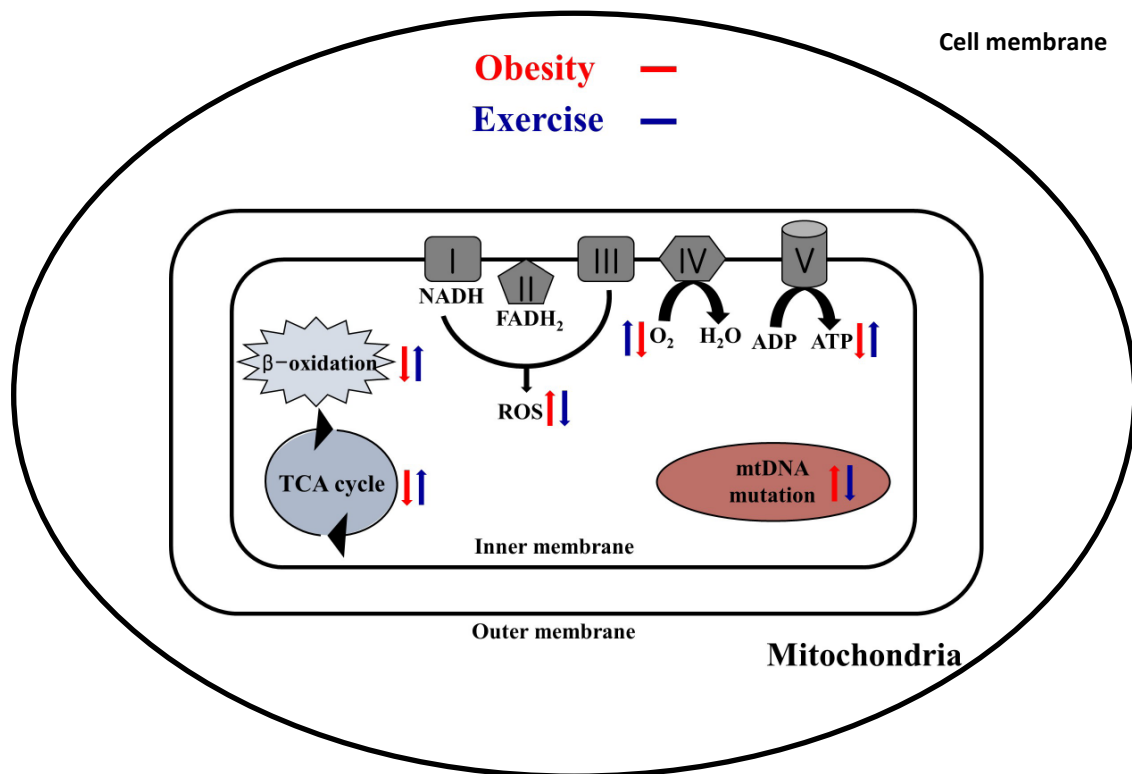 Cell membrane
Obesity
Exercise
I
II
III
IV
V
NADH
FADH₂
O₂
H₂O
ADP
ATP
β-oxidation
ROS
TCA cycle
mtDNA
mutation
Inner membrane
Outer membrane
Mitochondria